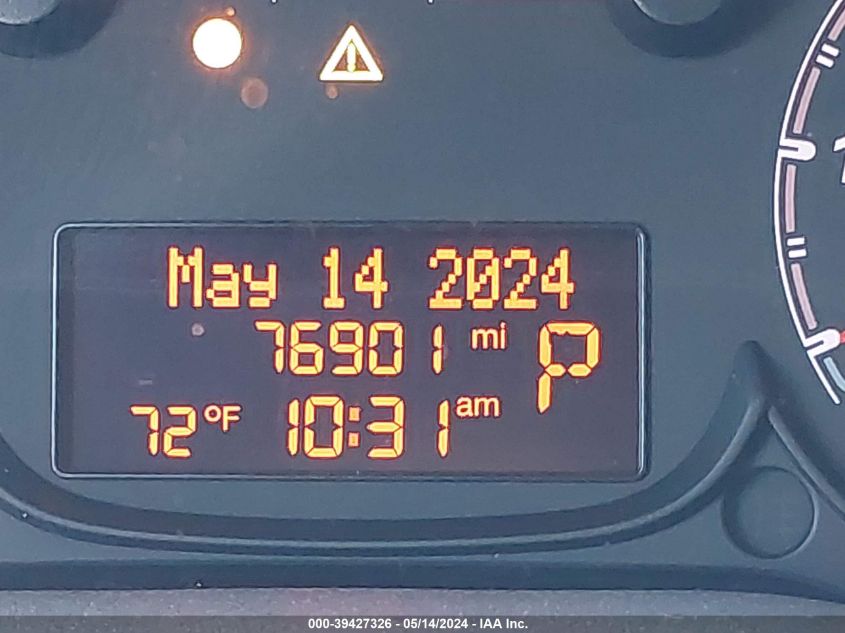 May 14 2024
76901 mi P
72°F 10:31 am
000-39427326 - 05/14/2024 - IAA Inc.